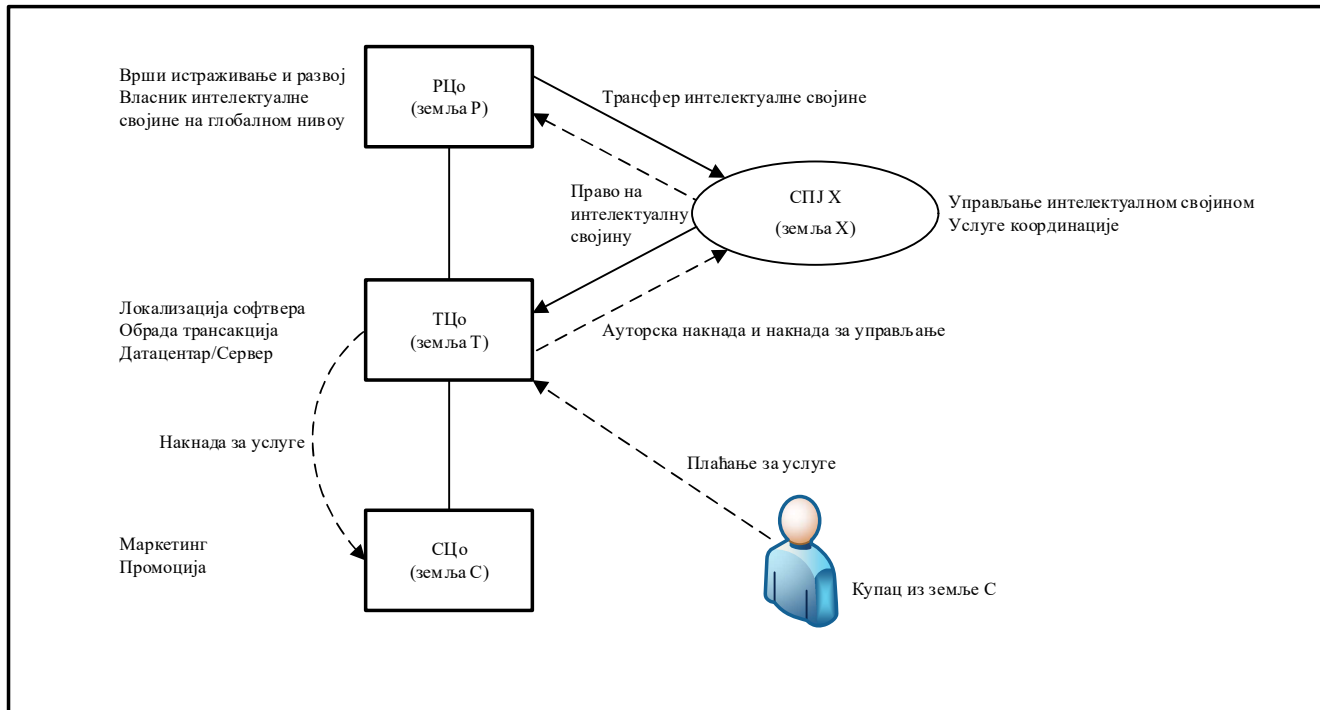 Врши истраживање и развој
Власник интелектуалне
својине на глобалном нивоу
РЦо
(земља Р)
Трансфер интелектуалне својине
Право на
интелектуалну
својину
СПЈ Х
(земља Х)
Управљање интелектуалном својином
Услуге координације
Локализација софтвера
Обрада трансакција
Датацентар/Сервер
ТЦо
(земља Т)
Ауторска накнада и накнада за управљање
Накнада за услуге
Плаћање за услуге
Маркетинг
Промоција
СЦо
(земља С)
Купац из земље С